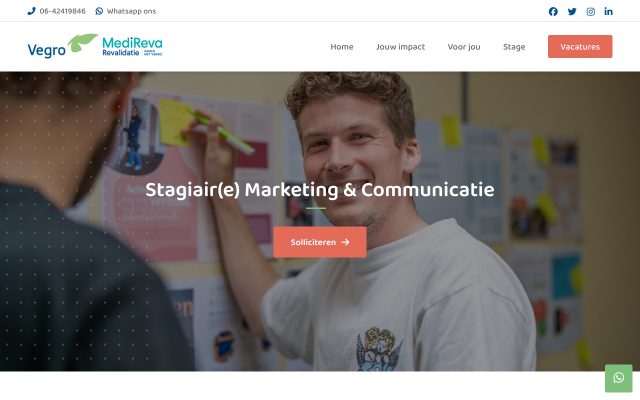 06-42419846 Whatsapp ons
Vegro
MediReva
Revalidatie
Home Jouw impact Voor jou Stage Vacatures
Stagiair(e) Marketing & Communicatie
Solliciteren